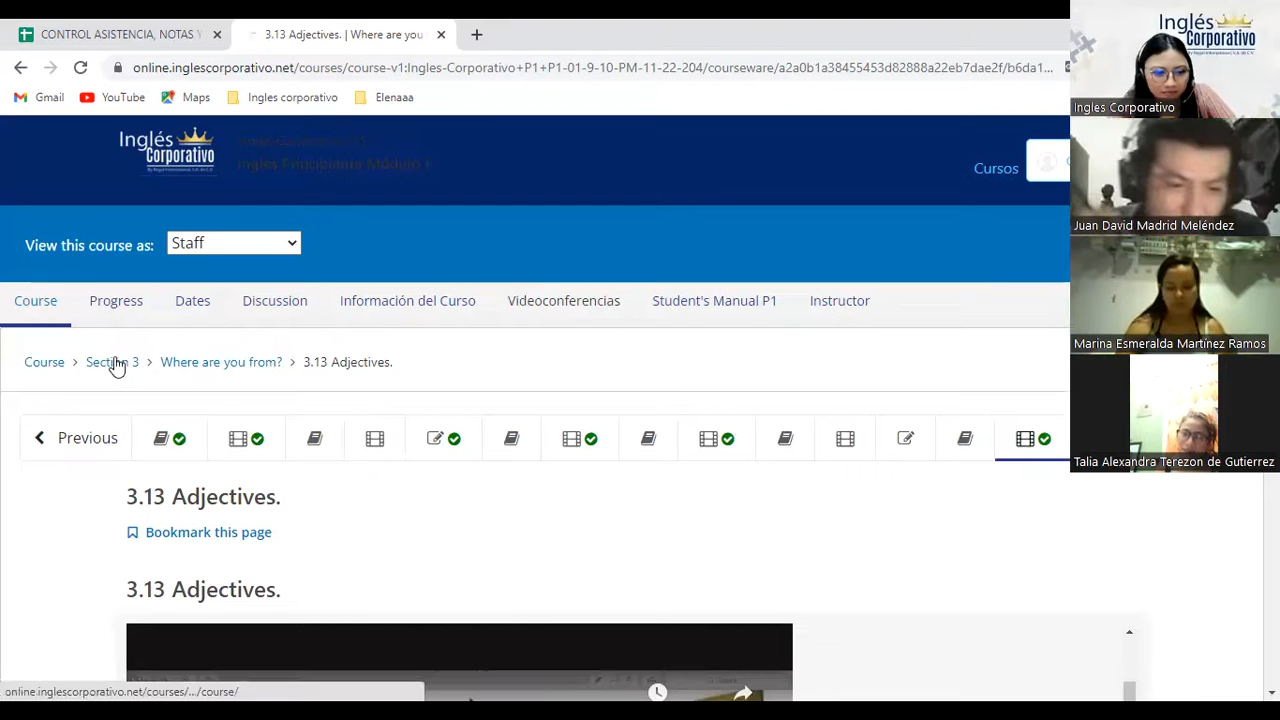 CONTROL ASISTENCIA, NOTAS Y
3.13 Adjectives. | Where are you
online.inglescorporativo.net/courses/course-v1:Ingles-Corp
+P1+P1-01-9-10-PM-11-22-204/courseware/a2a0b1a38455453d82888a22eb7dae2f/b6da1...
Gmail
YouTube
Maps
Ingles corporativo
Elenaaa
Inglés
Corporativo
Inglés Principiante Módulo 1
Cursos
View this course as:
Staff
Course
Progress
Dates
Discussion
Información del Curso
Videoconferencias
Student's Manual P1
Instructor
Course > Section 3 > Where are you from? > 3.13 Adjectives.
Previous
3.13 Adjectives.
Bookmark this page
3.13 Adjectives.
online.inglescorporativo.net/courses/.../course/
Inglés
Corporativo
Ingles Corporativo
Juan David Madrid Meléndez
Marina Esmeralda Martínez Ramos
Talia Alexandra Terezon de Gutierrez